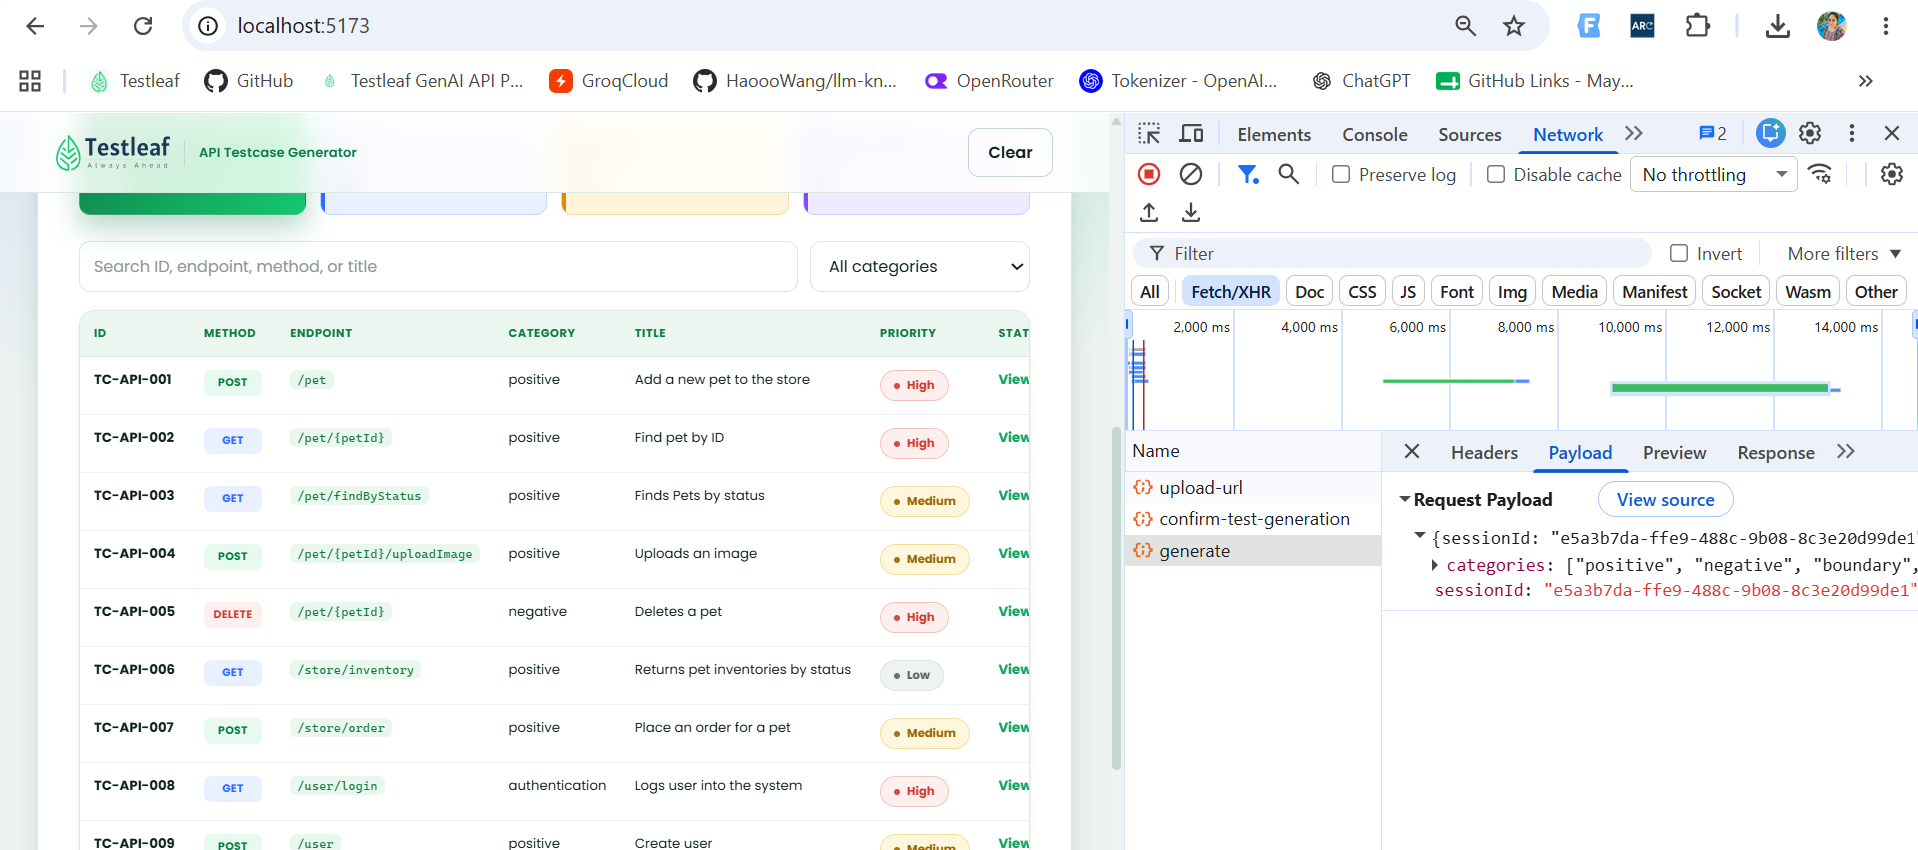 localhost:5173
Testleaf
GitHub
Testleaf GenAI API P...
GroqCloud
HaoooWang/llm-kn...
OpenRouter
Tokenizer - OpenAI...
ChatGPT
GitHub Links - May...
Testleaf
Always Ahead
API Testcase Generator
Clear
Search ID, endpoint, method, or title
All categories
ID METHOD ENDPOINT CATEGORY TITLE PRIORITY STAT
TC-API-001 POST /pet positive Add a new pet to the store High View
TC-API-002 GET /pet/{petId} positive Find pet by ID High View
TC-API-003 GET /pet/findByStatus positive Finds Pets by status Medium View
TC-API-004 POST /pet/{petId}/uploadImage positive Uploads an image Medium View
TC-API-005 DELETE /pet/{petId} negative Deletes a pet High View
TC-API-006 GET /store/inventory positive Returns pet inventories by status Low View
TC-API-007 POST /store/order positive Place an order for a pet Medium View
TC-API-008 GET /user/login authentication Logs user into the system High View
TC-API-009 POST /user positive Create user Medium
Elements Console Sources Network 2
Preserve log Disable cache No throttling
Filter Invert More filters
All Fetch/XHR Doc CSS JS Font Img Media Manifest Socket Wasm Other
2,000 ms 4,000 ms 6,000 ms 8,000 ms 10,000 ms 12,000 ms 14,000 ms
Name
upload-url
confirm-test-generation
generate
Headers Payload Preview Response
Request Payload View source
{sessionId: "e5a3b7da-ffe9-488c-9b08-8c3e20d99de1"
categories: ["positive", "negative", "boundary",
sessionId: "e5a3b7da-ffe9-488c-9b08-8c3e20d99de1"
ARC